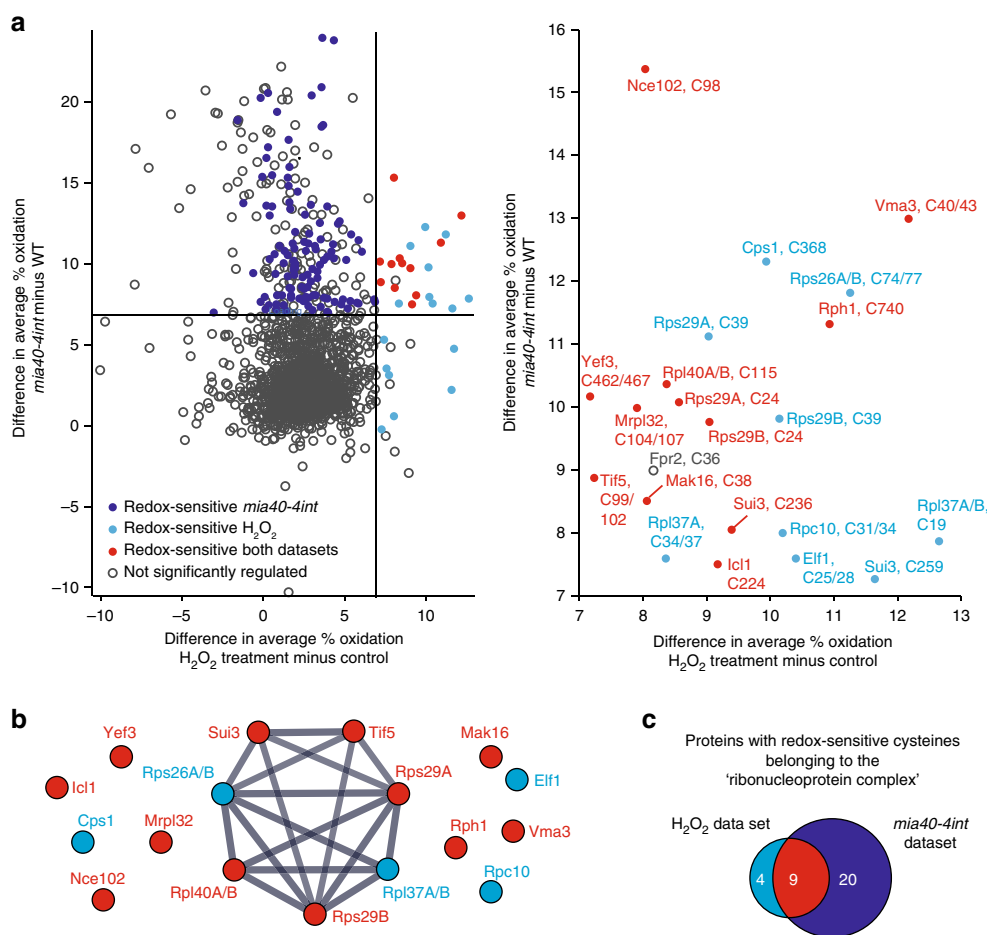 a
Difference in average % oxidation
mia40-4int minus WT
20
15
10
5
0
−5
−10
Redox-sensitive mia40-4int
Redox-sensitive H₂O₂
Redox-sensitive both datasets
Not significantly regulated
−10
−5
0
5
10
Difference in average % oxidation
H₂O₂ treatment minus control
Difference in average % oxidation
mia40-4int minus WT
16
15
14
13
12
11
10
9
8
7
Nce102, C98
Vma3, C40/43
Cps1, C368
Rps26A/B, C74/77
Rph1, C740
Rps29A, C39
Yef3,
C462/467
Rpl40A/B, C115
Rps29A, C24
Mrpl32,
C104/107
Rps29B, C39
Rps29B, C24
Fpr2, C36
Tif5,
C99/
102
Mak16, C38
Sui3, C236
Rpl37A,
C34/37
Rpc10, C31/34
Rpl37A/B,
C19
Icl1
C224
Elf1,
C25/28
Sui3, C259
7
8
9
10
11
12
13
Difference in average % oxidation
H₂O₂ treatment minus control
b
Yef3
Sui3
Tif5
Mak16
Rps26A/B
Rps29A
Elf1
Icl1
Cps1
Mrpl32
Rph1
Vma3
Nce102
Rpl40A/B
Rpl37A/B
Rpc10
Rps29B
c
Proteins with redox-sensitive cysteines
belonging to the
‘ribonucleoprotein complex’
H₂O₂ data set
mia40-4int
dataset
4
9
20